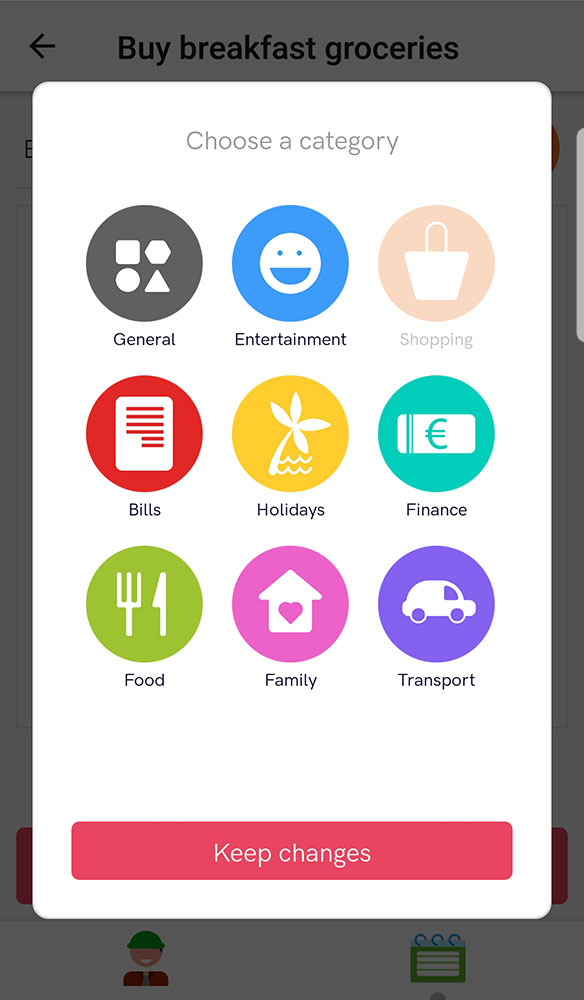 Buy breakfast groceries
Choose a category
General
Entertainment
Shopping
€
Bills
Holidays
Finance
Food
Family
Transport
Keep changes